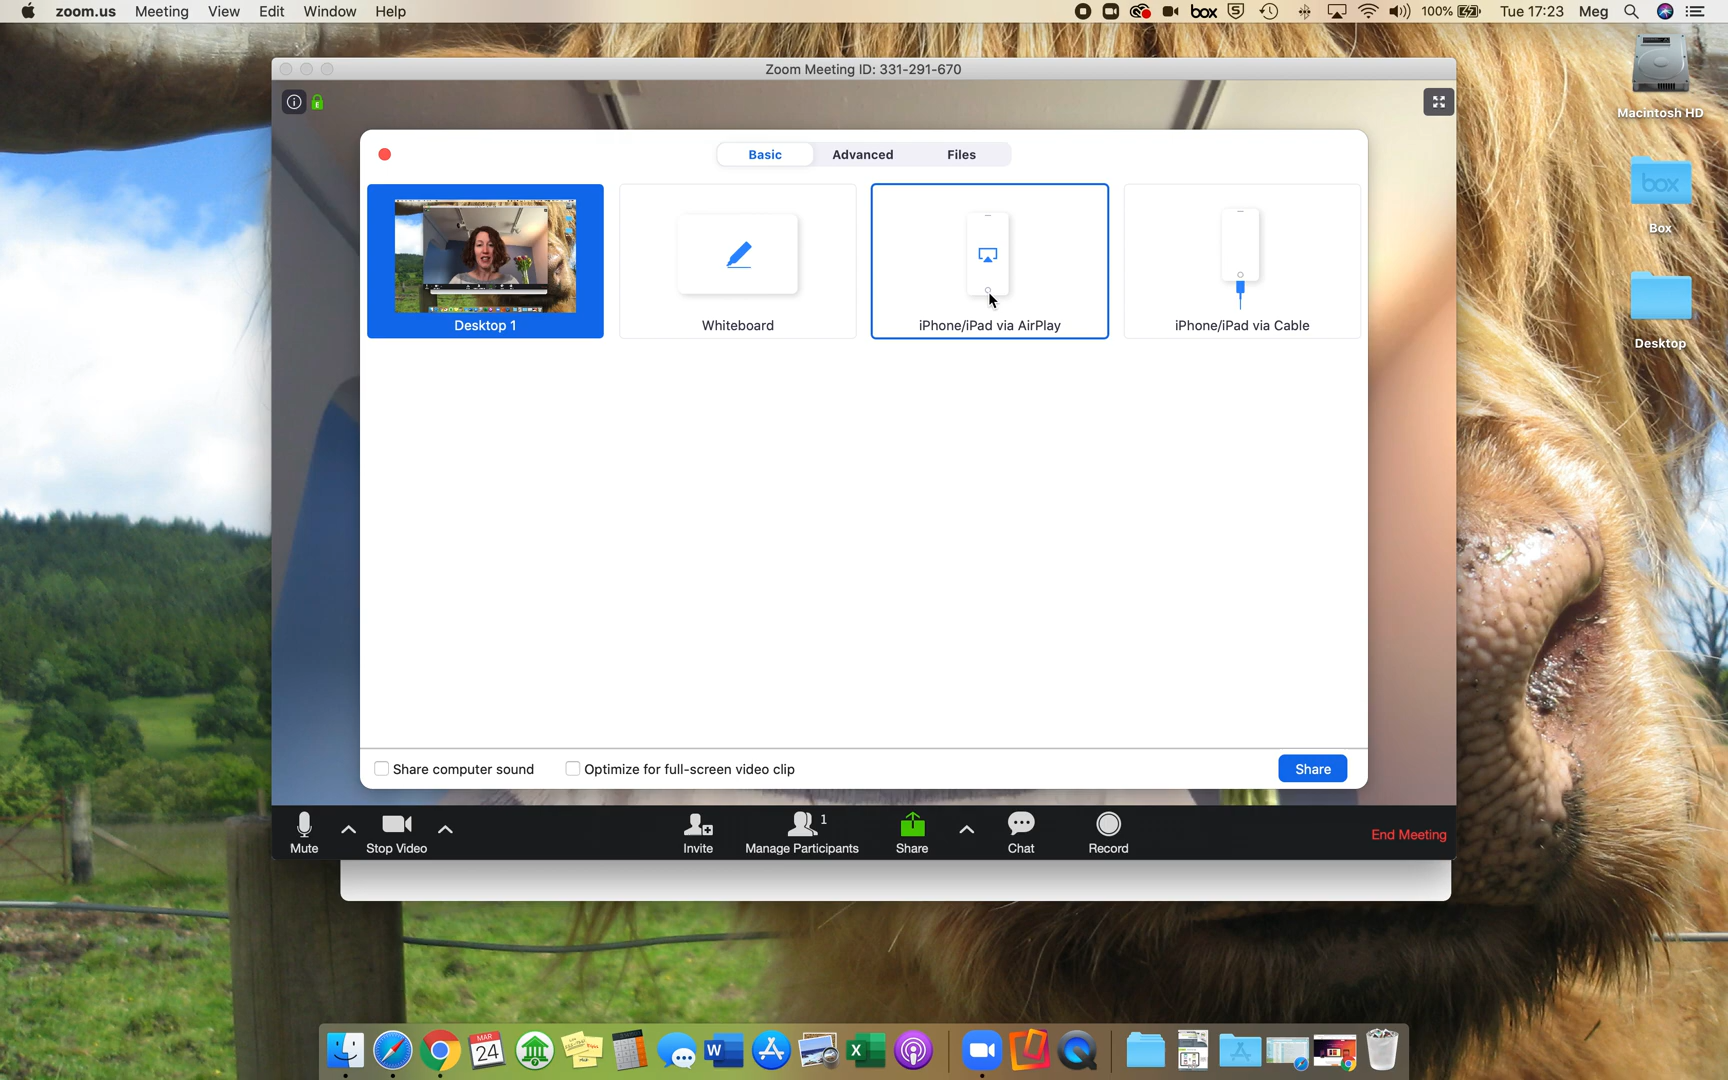 zoom.us Meeting View Edit Window Help
box 5 100% Tue 17:23 Meg
Zoom Meeting ID: 331-291-670
Basic Advanced Files
Desktop 1
Whiteboard
iPhone/iPad via AirPlay
iPhone/iPad via Cable
Share computer sound
Optimize for full-screen video clip
Share
Mute
Stop Video
Invite
1
Manage Participants
Share
Chat
Record
End Meeting
Macintosh HD
box
Box
Desktop
MAR
24
W
X